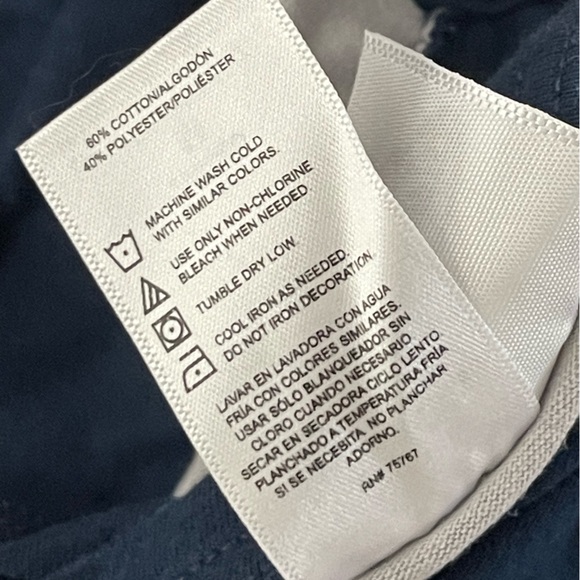 60% COTTON/ALGODÓN
40% POLYESTER/POLIÉSTER
MACHINE WASH COLD
WITH SIMILAR COLORS.
USE ONLY NON-CHLORINE
BLEACH WHEN NEEDED
TUMBLE DRY LOW
COOL IRON AS NEEDED.
DO NOT IRON DECORATION
LAVAR EN LAVADORA CON AGUA
FRÍA CON COLORES SIMILARES.
USAR SÓLO BLANQUEADOR SIN
CLORO CUANDO NECESARIO
SECAR EN SECADORA CICLO LENTO
PLANCHADO A TEMPERATURA FRÍA
SI SE NECESITA. NO PLANCHAR
ADORNO.
RN# 75767